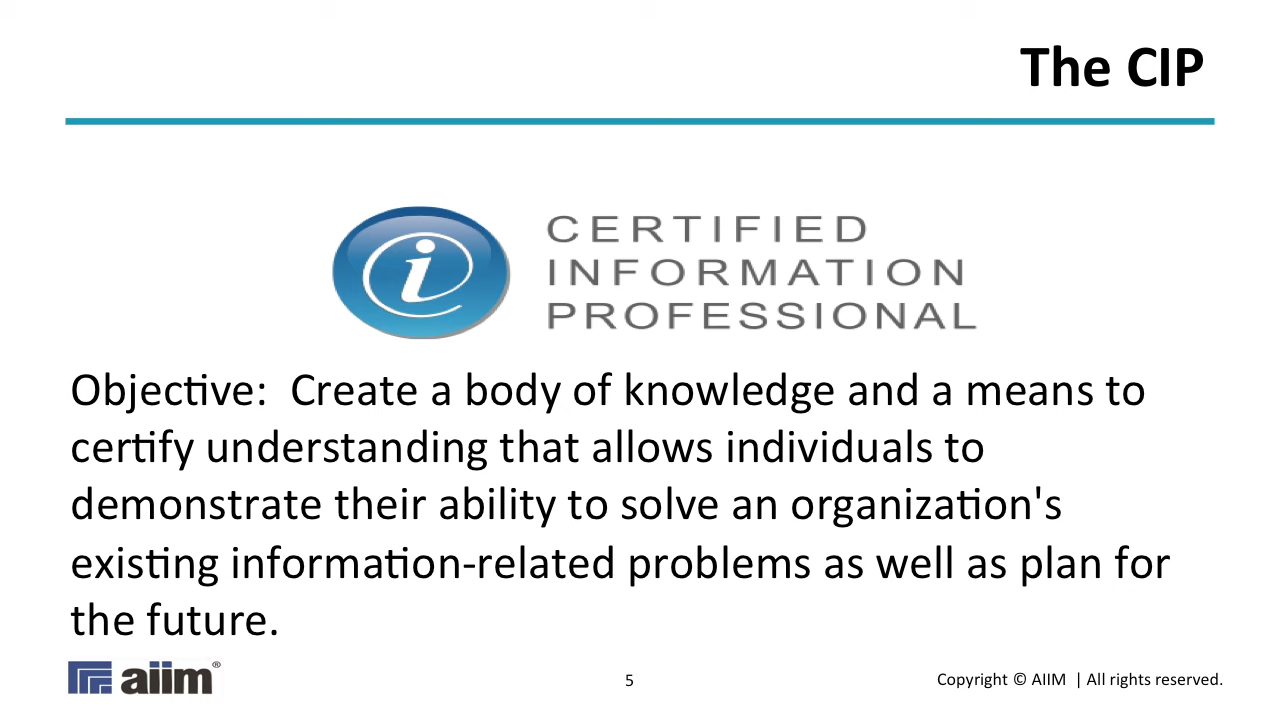 The CIP
CERTIFIED
INFORMATION
PROFESSIONAL
Objective:  Create a body of knowledge and a means to
certify understanding that allows individuals to
demonstrate their ability to solve an organization's
existing information-related problems as well as plan for
the future.
aiim®
5
Copyright © AIIM  | All rights reserved.